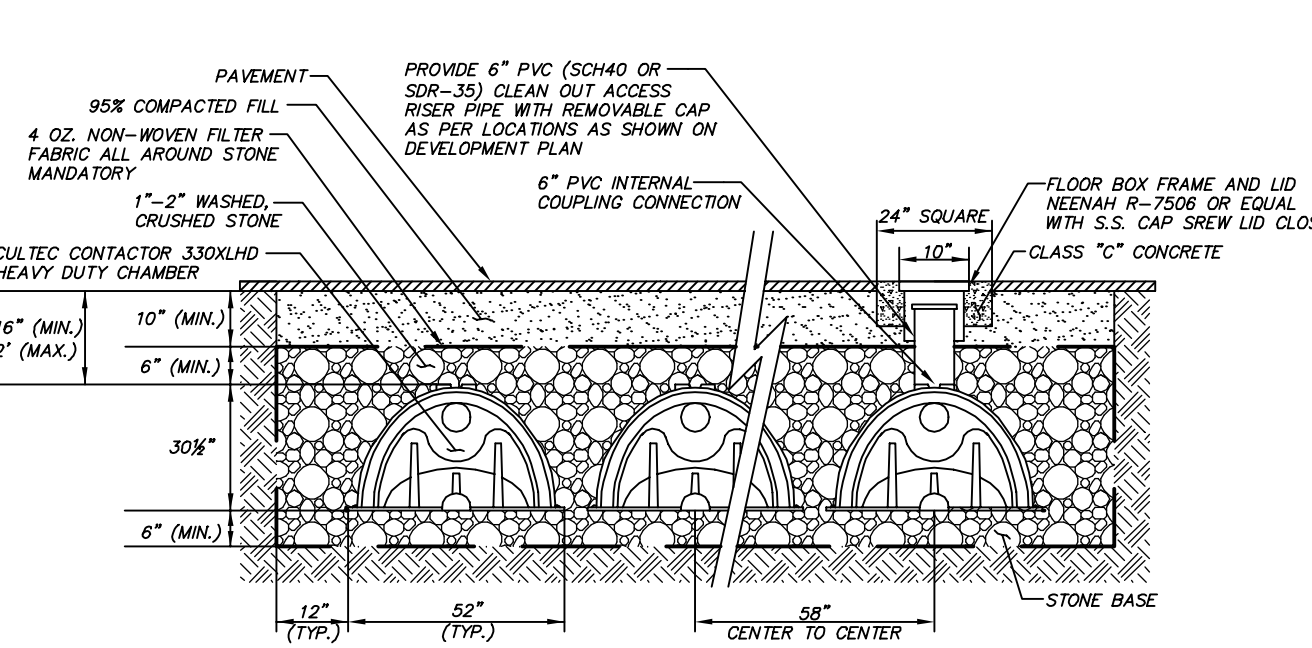 PAVEMENT
95% COMPACTED FILL
4 OZ. NON-WOVEN FILTER
FABRIC ALL AROUND STONE
MANDATORY
1"-2" WASHED,
CRUSHED STONE
CULTEC CONTACTOR 330XLHD
HEAVY DUTY CHAMBER
PROVIDE 6" PVC (SCH40 OR
SDR-35) CLEAN OUT ACCESS
RISER PIPE WITH REMOVABLE CAP
AS PER LOCATIONS AS SHOWN ON
DEVELOPMENT PLAN
6" PVC INTERNAL
COUPLING CONNECTION
24" SQUARE
10"
FLOOR BOX FRAME AND LID
NEENAH R-7506 OR EQUAL
WITH S.S. CAP SREW LID
CLASS "C" CONCRETE
16" (MIN.)
(MAX.)
10" (MIN.)
6" (MIN.)
30½"
6" (MIN.)
12"
(TYP.)
52"
(TYP.)
58"
CENTER TO CENTER
STONE BASE